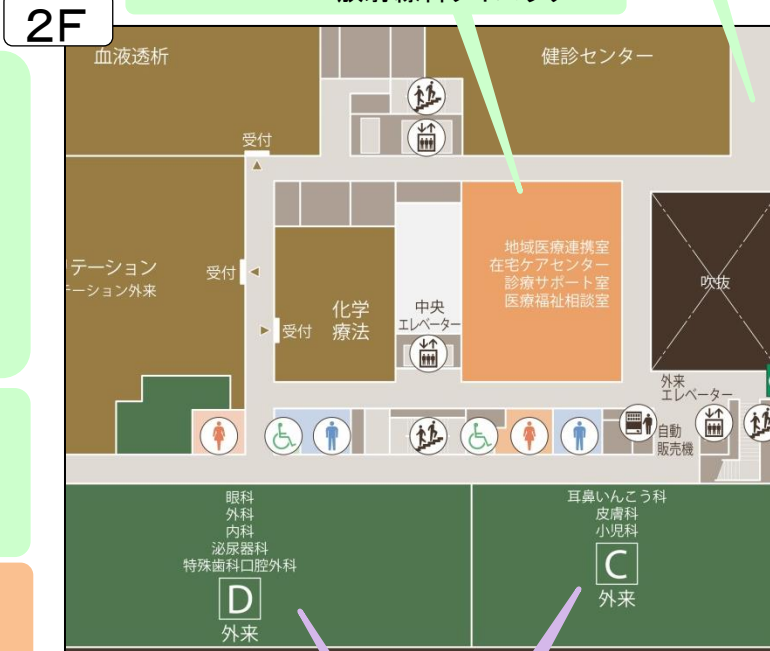 2F
血液透析
健診センター
受付
テーション
ーション外来
受付
受付
化学
療法
中央
エレベーター
地域医療連携室
在宅ケアセンター
診療サポート室
医療福祉相談室
吹抜
外来
エレベーター
自動
販売機
眼科
外科
内科
泌尿器科
特殊歯科口腔外科
D
外来
耳鼻いんこう科
皮膚科
小児科
C
外来